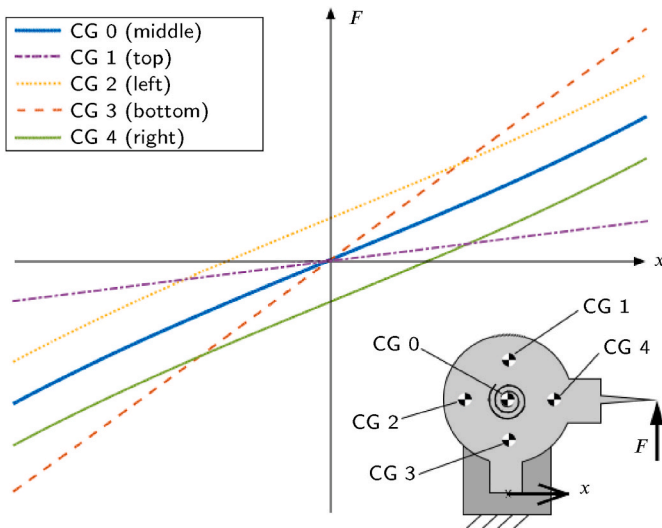 CG 0 (middle)
CG 1 (top)
CG 2 (left)
CG 3 (bottom)
CG 4 (right)
F
x
CG 1
CG 0
CG 4
CG 2
CG 3
F
x